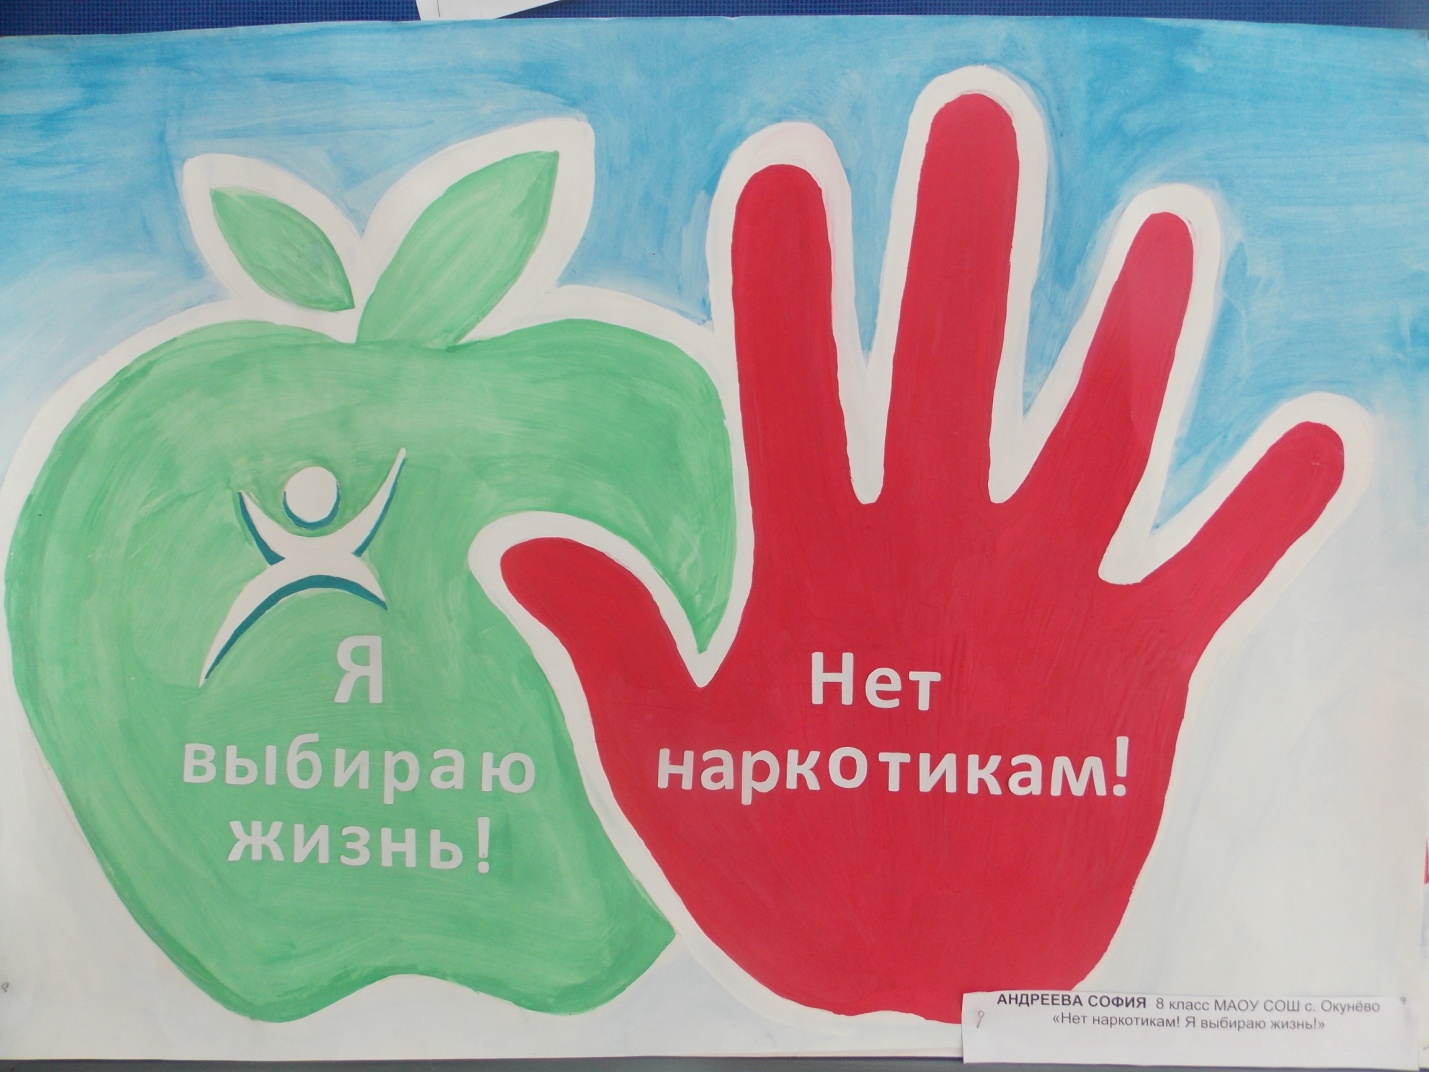 Я
выбираю
жизнь!
Нет
наркотикам!
АНДРЕЕВА СОФИЯ 8 класс МАОУ СОШ с. Окунёво
«Нет наркотикам! Я выбираю жизнь!»